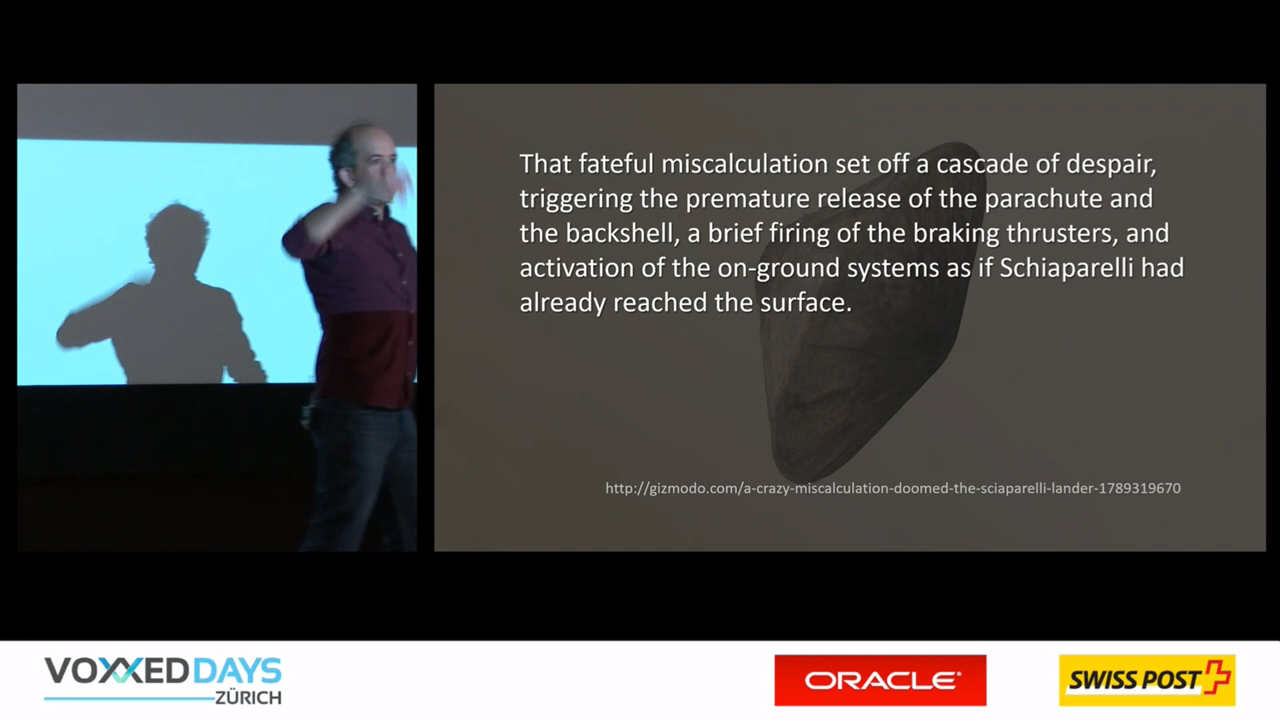 That fateful miscalculation set off a cascade of despair,
triggering the premature release of the parachute and
the backshell, a brief firing of the braking thrusters, and
activation of the on-ground systems as if Schiaparelli had
already reached the surface.
http://gizmodo.com/a-crazy-miscalculation-doomed-the-sciaparelli-lander-1789319670
VOXXED DAYS
ZÜRICH
ORACLE®
SWISS POST